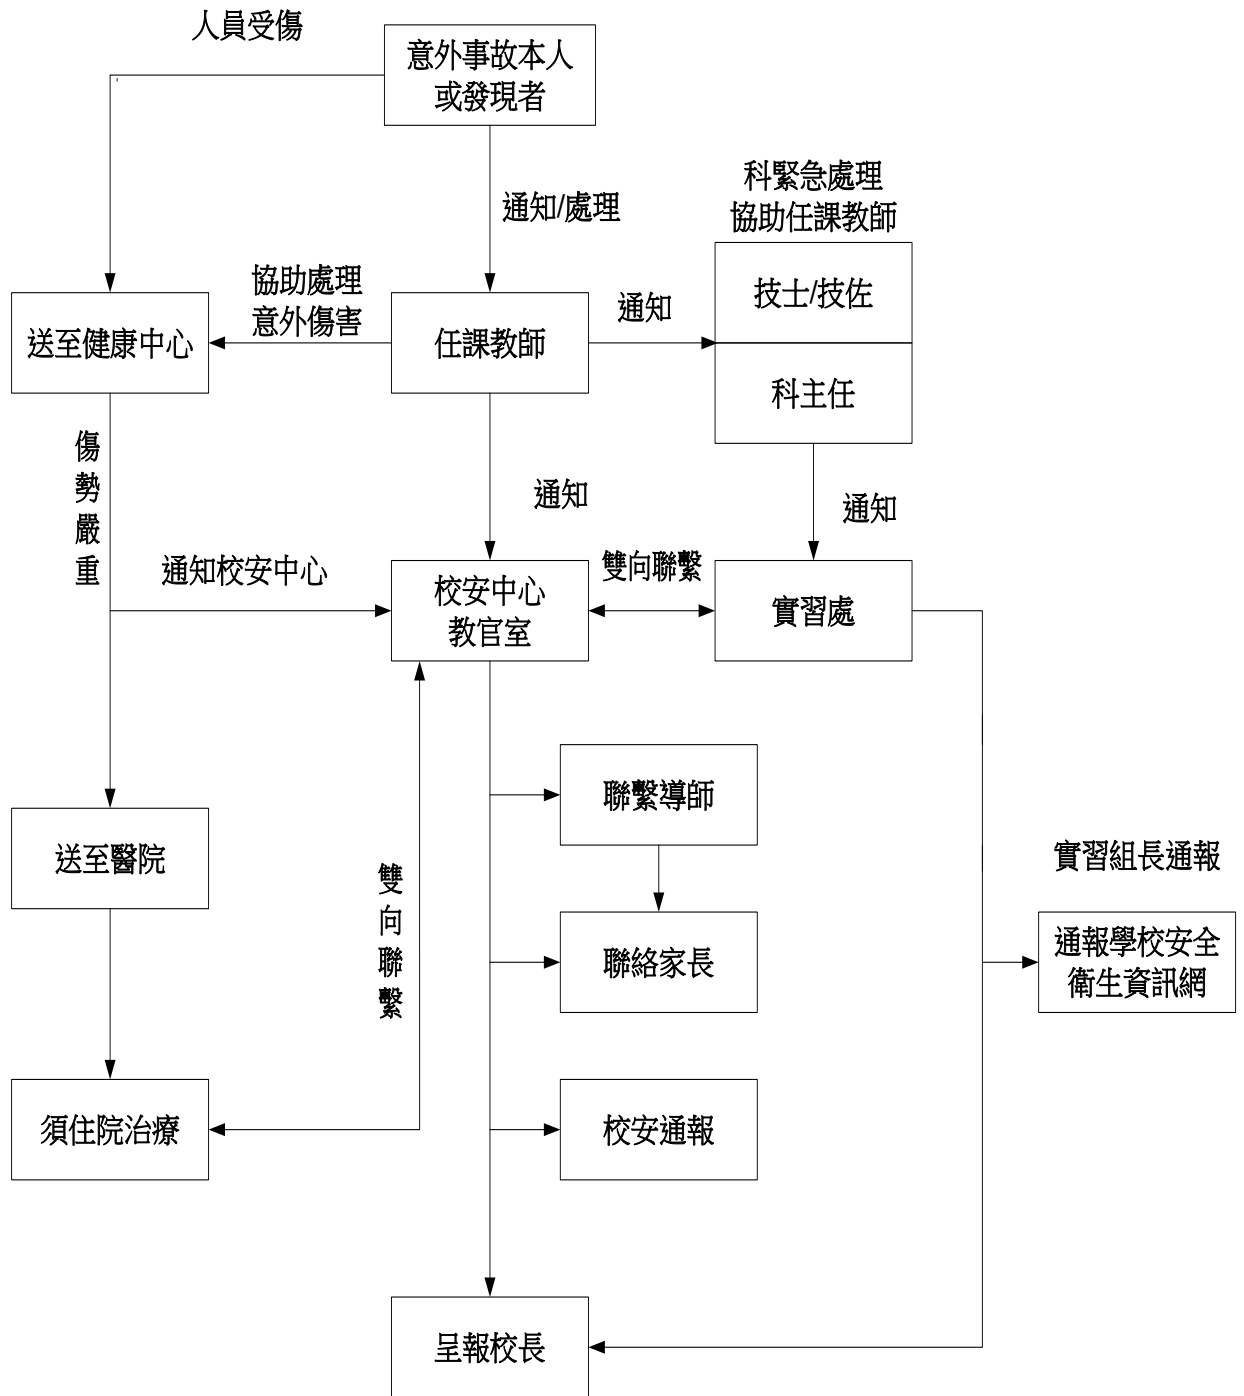 人員受傷
意外事故本人
或發現者
通知/處理
科緊急處理
協助任課教師
送至健康中心
協助處理
意外傷害
任課教師
通知
技士/技佐
科主任
傷勢嚴重
通知
通知
通知校安中心
校安中心
教官室
雙向聯繫
實習處
聯繫導師
送至醫院
雙向聯繫
聯絡家長
實習組長通報
通報學校安全
衛生資訊網
須住院治療
校安通報
呈報校長